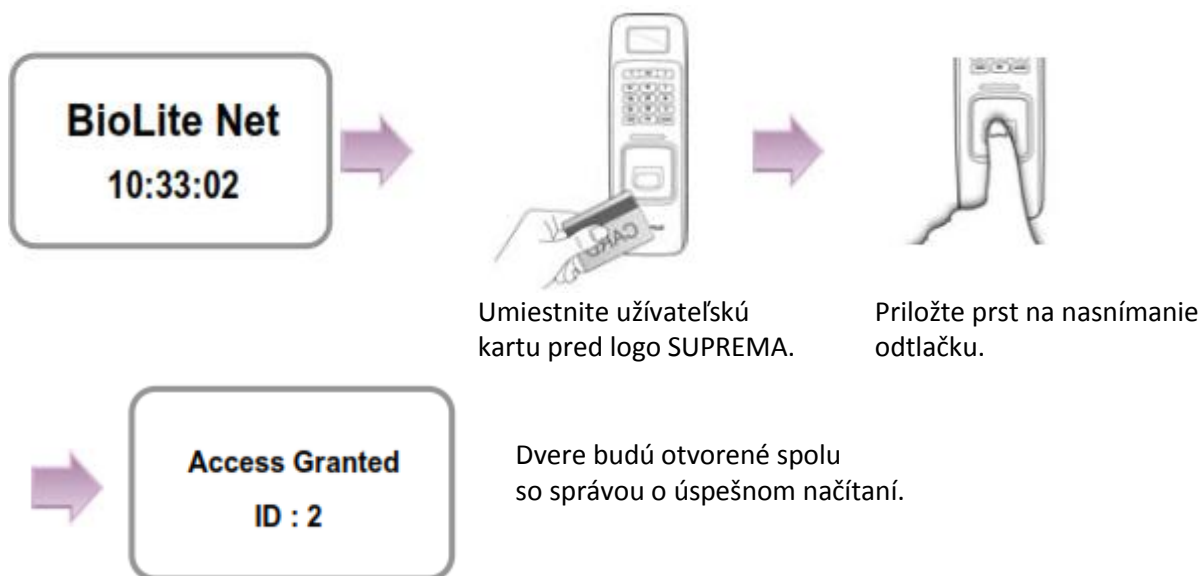 BioLite Net
10:33:02
CARD
Umiestnite užívateľskú
kartu pred logo SUPREMA.
Priložte prst na nasnímanie
odtlačku.
Access Granted
ID : 2
Dvere budú otvorené spolu
so správou o úspešnom načítaní.